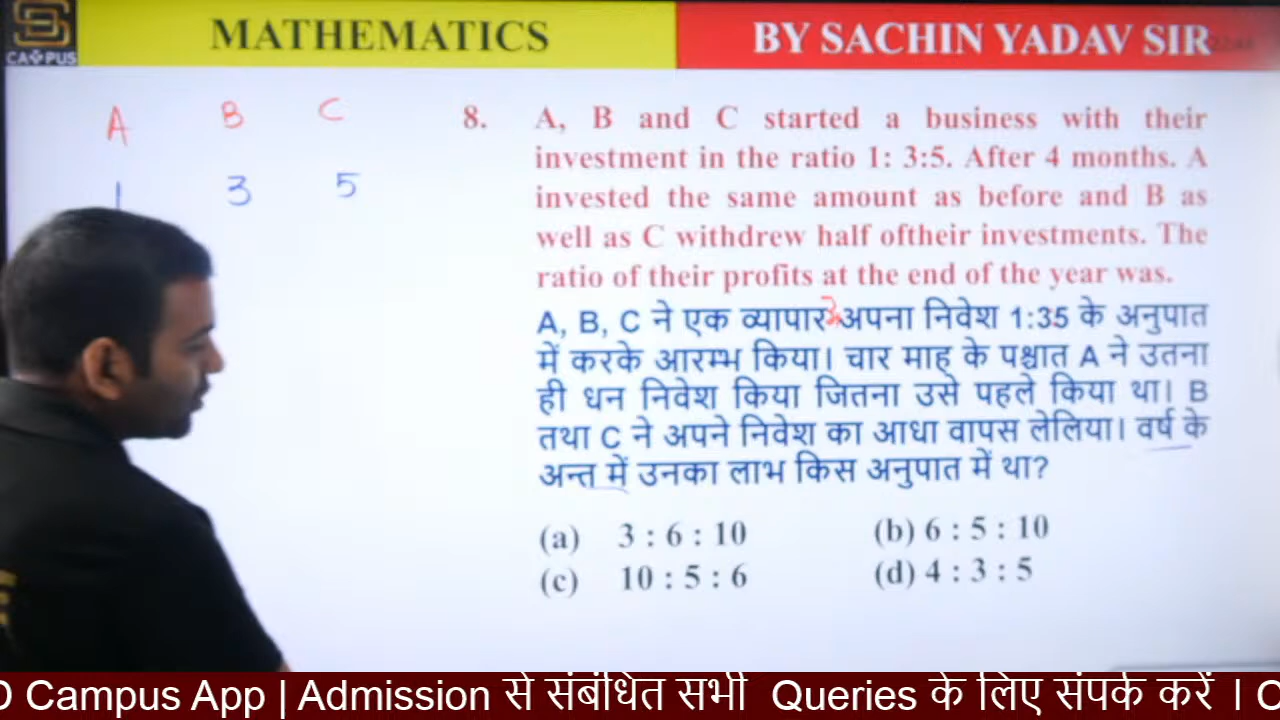 CAMPUS
MATHEMATICS
BY SACHIN YADAV SIR
A B C
1 3 5
8. A, B and C started a business with their
investment in the ratio 1: 3:5. After 4 months. A
invested the same amount as before and B as
well as C withdrew half oftheir investments. The
ratio of their profits at the end of the year was.
A, B, C ने एक व्यापार अपना निवेश 1:35 के अनुपात
में करके आरम्भ किया। चार माह के पश्चात A ने उतना
ही धन निवेश किया जितना उसे पहले किया था। B
तथा C ने अपने निवेश का आधा वापस लेलिया। वर्ष के
अन्त में उनका लाभ किस अनुपात में था?
(a) 3 : 6 : 10 (b) 6 : 5 : 10
(c) 10 : 5 : 6 (d) 4 : 3 : 5
D Campus App | Admission से संबंधित सभी Queries के लिए संपर्क करें ।